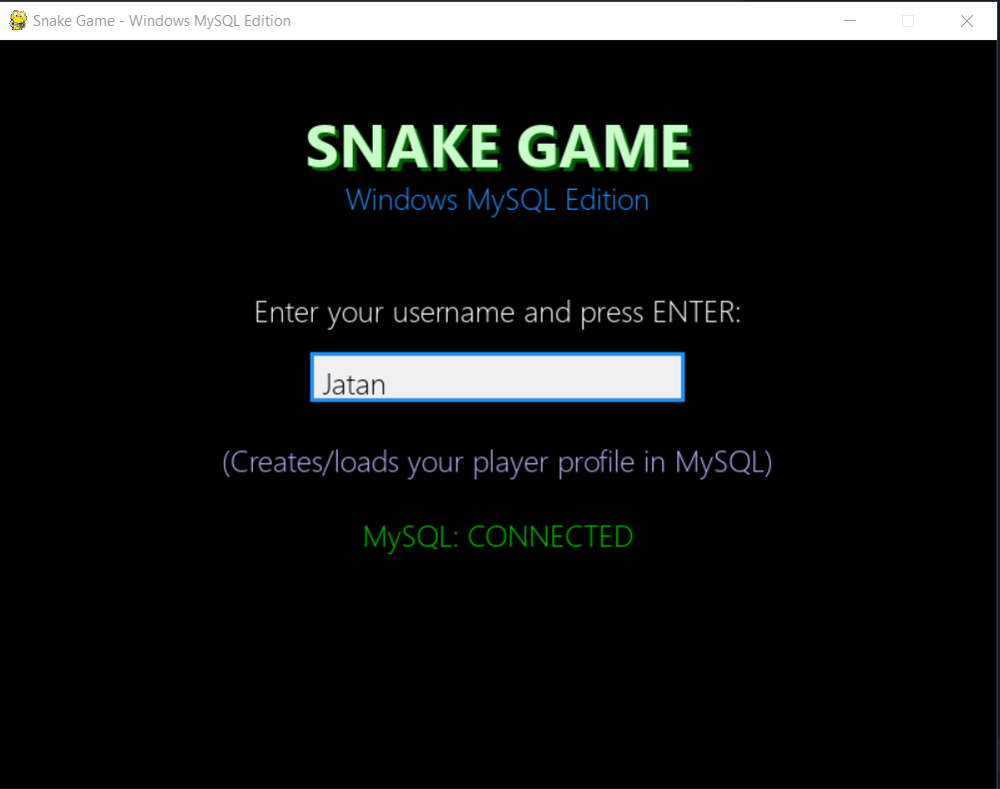 Snake Game - Windows MySQL Edition
SNAKE GAME
Windows MySQL Edition
Enter your username and press ENTER:
Jatan
(Creates/loads your player profile in MySQL)
MySQL: CONNECTED